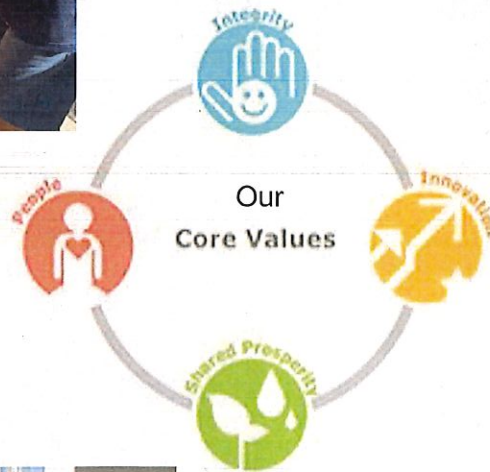 Integrity
People
Our
Core Values
Innovation
Shared Prosperity